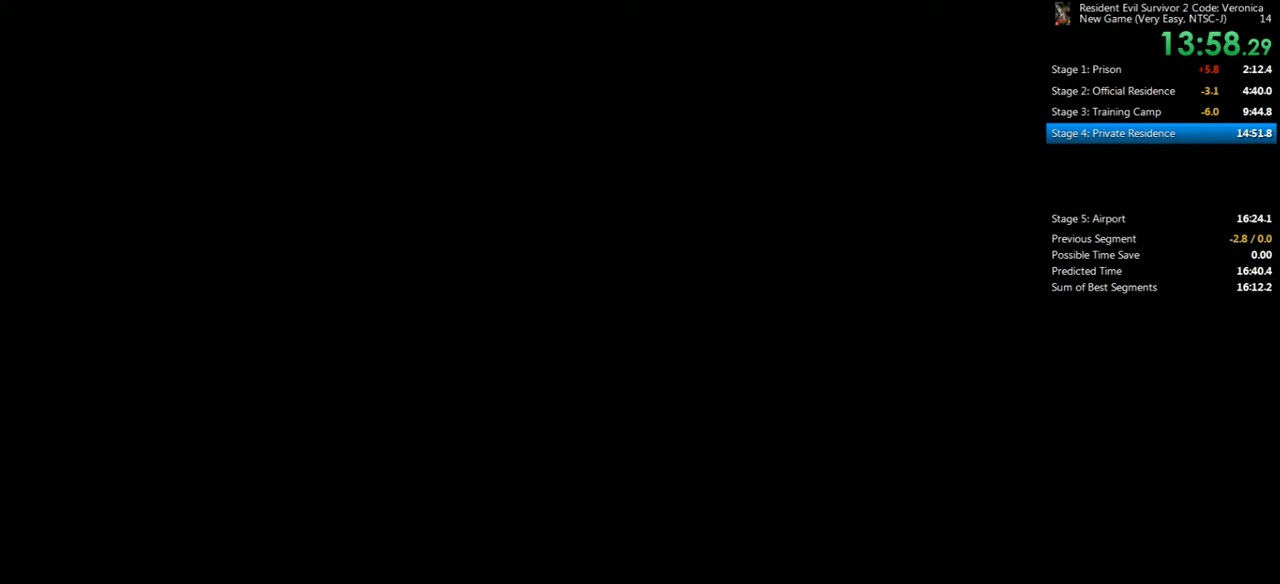 Resident Evil Survivor 2 Code: Veronica
New Game (Very Easy, NTSC-J) 14
13:58.29
Stage 1: Prison +5.8 2:12.4
Stage 2: Official Residence -3.1 4:40.0
Stage 3: Training Camp -6.0 9:44.8
Stage 4: Private Residence 14:51.8
Stage 5: Airport 16:24.1
Previous Segment -2.8 / 0.0
Possible Time Save 0.00
Predicted Time 16:40.4
Sum of Best Segments 16:12.2